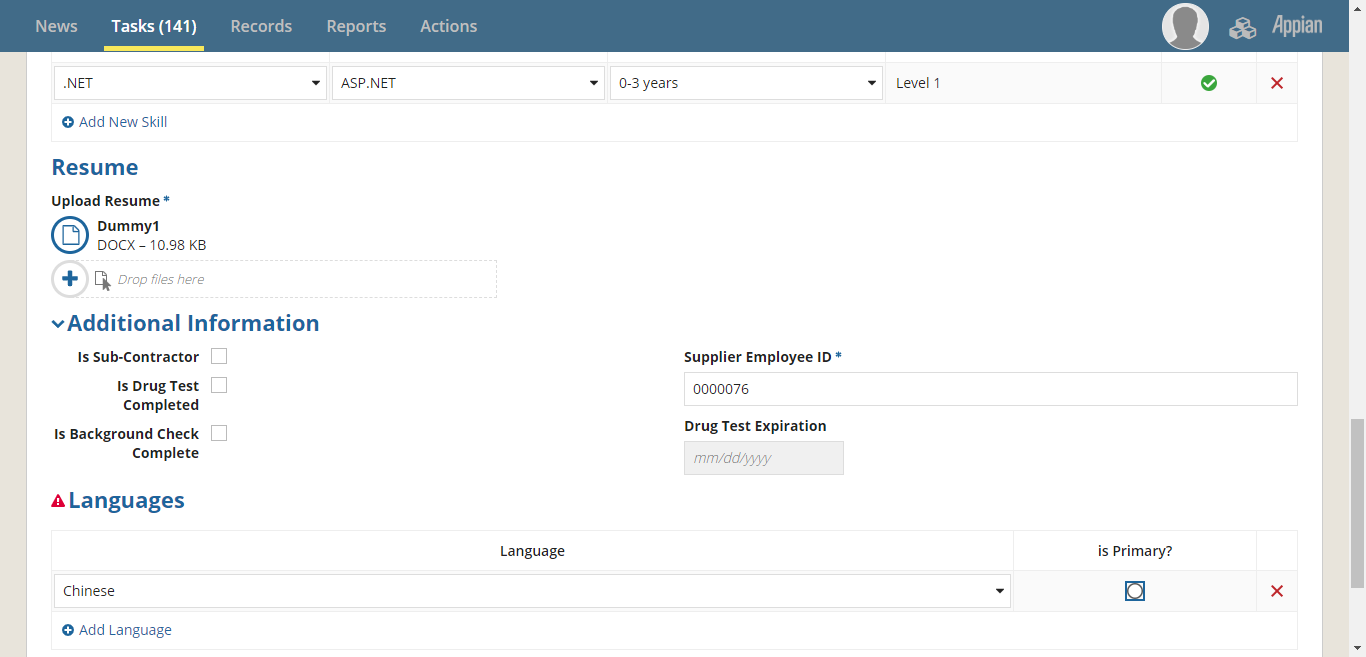 News Tasks (141) Records Reports Actions Appian
.NET ASP.NET 0-3 years Level 1
Add New Skill
Resume
Upload Resume *
Dummy1
DOCX – 10.98 KB
Drop files here
Additional Information
Is Sub-Contractor
Is Drug Test
Completed
Is Background Check
Complete
Supplier Employee ID *
0000076
Drug Test Expiration
mm/dd/yyyy
Languages
Language is Primary?
Chinese
Add Language